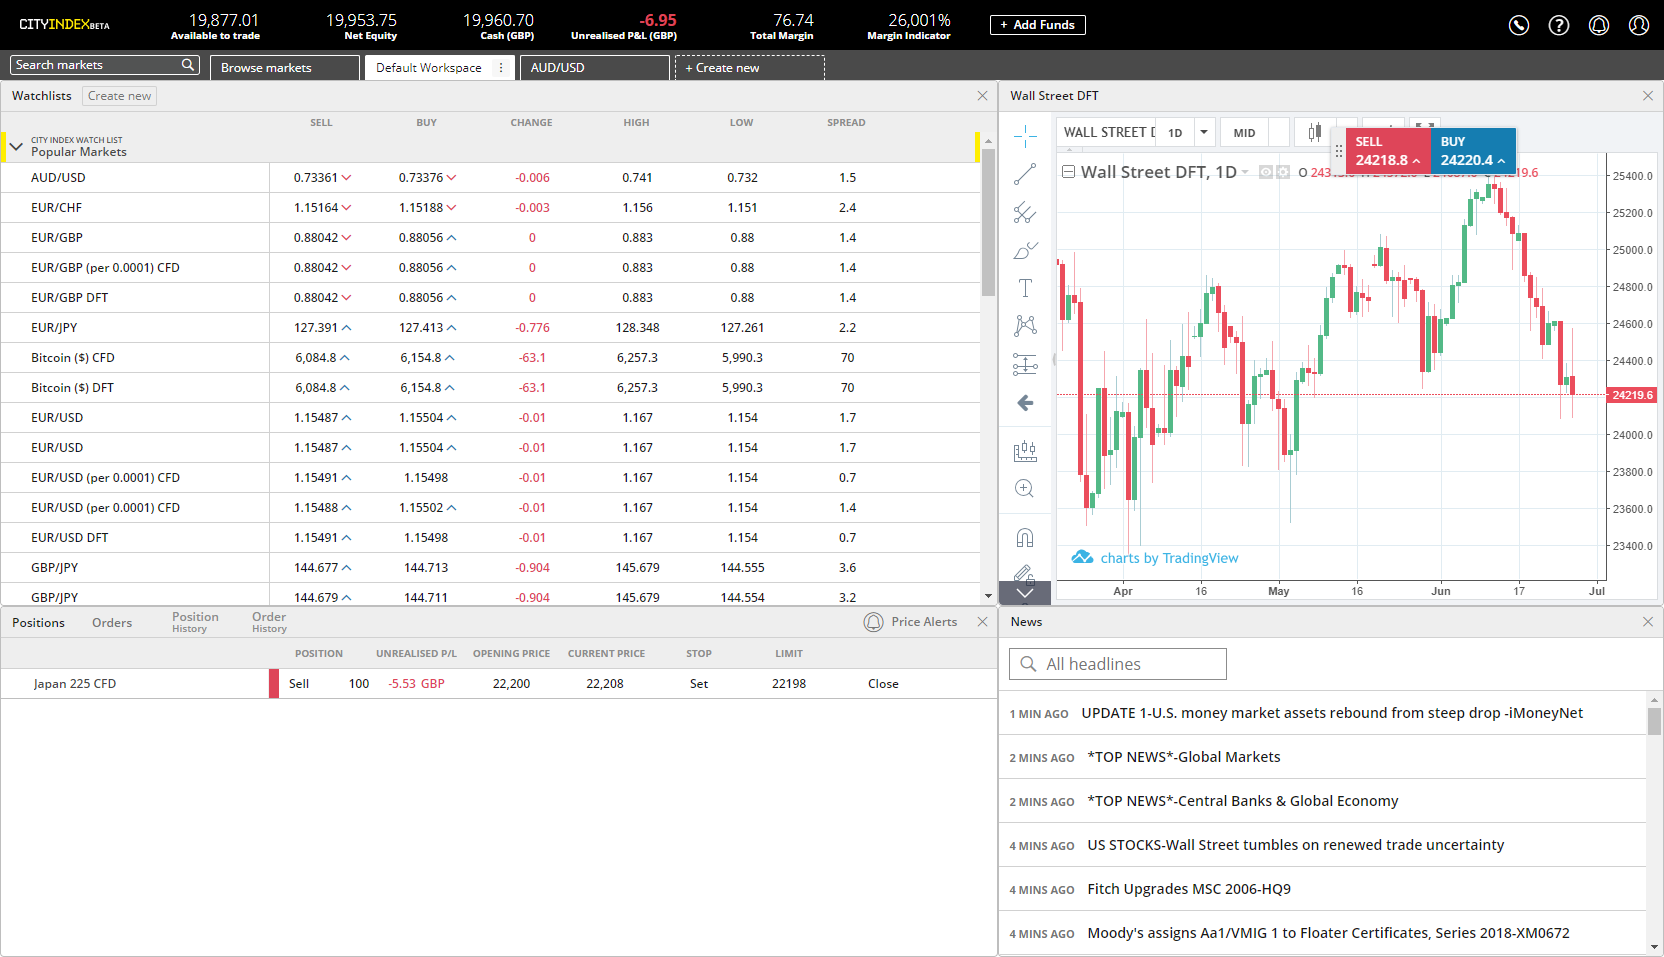 CITYINDEX BETA
19,877.01 19,953.75 19,960.70 -6.95 76.74 26,001% + Add Funds
Available to trade Net Equity Cash (GBP) Unrealised P&L (GBP) Total Margin Margin Indicator
Search markets Browse markets Default Workspace AUD/USD + Create new
Watchlists Create new
SELL BUY CHANGE HIGH LOW SPREAD
CITY INDEX WATCH LIST
Popular Markets
AUD/USD 0.73361 0.73376 -0.006 0.741 0.732 1.5
EUR/CHF 1.15164 1.15188 -0.003 1.156 1.151 2.4
EUR/GBP 0.88042 0.88056 0 0.883 0.88 1.4
EUR/GBP (per 0.0001) CFD 0.88042 0.88056 0 0.883 0.88 1.4
EUR/GBP DFT 0.88042 0.88056 0 0.883 0.88 1.4
EUR/JPY 127.391 127.413 -0.776 128.348 127.261 2.2
Bitcoin ($) CFD 6,084.8 6,154.8 -63.1 6,257.3 5,990.3 70
Bitcoin ($) DFT 6,084.8 6,154.8 -63.1 6,257.3 5,990.3 70
EUR/USD 1.15487 1.15504 -0.01 1.167 1.154 1.7
EUR/USD 1.15487 1.15504 -0.01 1.167 1.154 1.7
EUR/USD (per 0.0001) CFD 1.15491 1.15498 -0.01 1.167 1.154 0.7
EUR/USD (per 0.0001) CFD 1.15488 1.15502 -0.01 1.167 1.154 1.4
EUR/USD DFT 1.15491 1.15498 -0.01 1.167 1.154 0.7
GBP/JPY 144.677 144.713 -0.904 145.679 144.555 3.6
GBP/JPY 144.679 144.711 -0.904 145.679 144.554 3.2
Wall Street DFT
WALL STREET 1D MID
SELL BUY
24218.8 24220.4
Wall Street DFT, 1D O
25400.0
25200.0
25000.0
24800.0
24600.0
24400.0
24219.6
24000.0
23800.0
23600.0
23400.0
charts by TradingView
Apr 16 May 16 Jun 17 Jul
Positions Orders Position History Order History Price Alerts
POSITION UNREALISED P/L OPENING PRICE CURRENT PRICE STOP LIMIT
Japan 225 CFD Sell 100 -5.53 GBP 22,200 22,208 Set 22198 Close
News
All headlines
1 MIN AGO UPDATE 1-U.S. money market assets rebound from steep drop -iMoneyNet
2 MINS AGO *TOP NEWS*-Global Markets
2 MINS AGO *TOP NEWS*-Central Banks & Global Economy
4 MINS AGO US STOCKS-Wall Street tumbles on renewed trade uncertainty
4 MINS AGO Fitch Upgrades MSC 2006-HQ9
4 MINS AGO Moody's assigns Aa1/VMIG 1 to Floater Certificates, Series 2018-XM0672